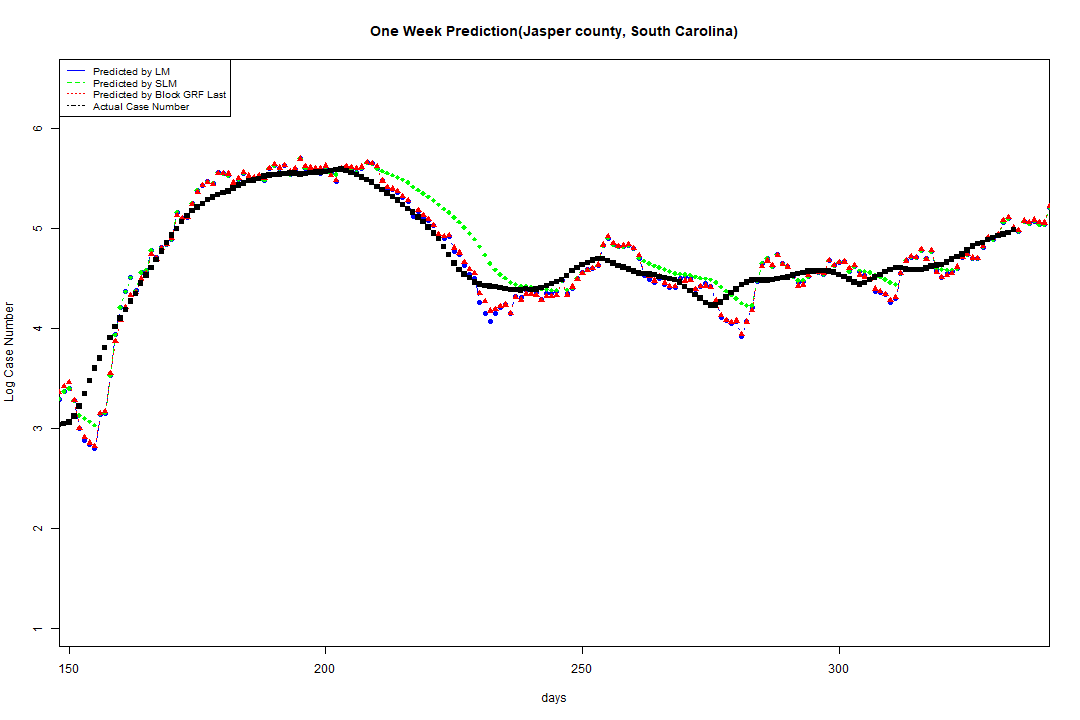 One Week Prediction(Jasper county, South Carolina)
Predicted by LM
Predicted by SLM
Predicted by Block GRF Last
Actual Case Number
6
5
4
3
2
1
Log Case Number
150 200 250 300
days